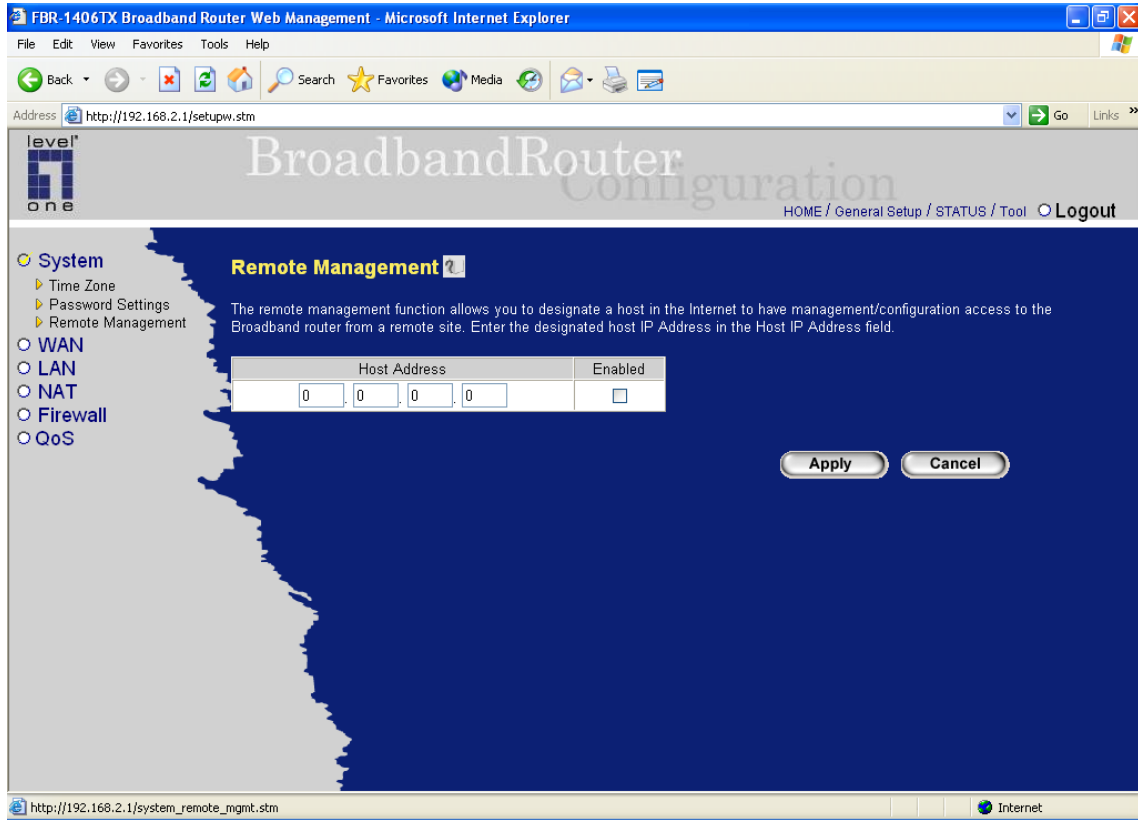 FBR-1406TX Broadband Router Web Management - Microsoft Internet Explorer
File Edit View Favorites Tools Help
Back Search Favorites Media
Address http://192.168.2.1/setupw.stm Go Links »
level one
BroadbandRouter
Configuration
HOME / General Setup / STATUS / Tool Logout
System
Time Zone
Password Settings
Remote Management
WAN
LAN
NAT
Firewall
QoS
Remote Management
The remote management function allows you to designate a host in the Internet to have management/configuration access to the
Broadband router from a remote site. Enter the designated host IP Address in the Host IP Address field.
Host Address Enabled
0 . 0 . 0 . 0
Apply Cancel
http://192.168.2.1/system_remote_mgmt.stm Internet